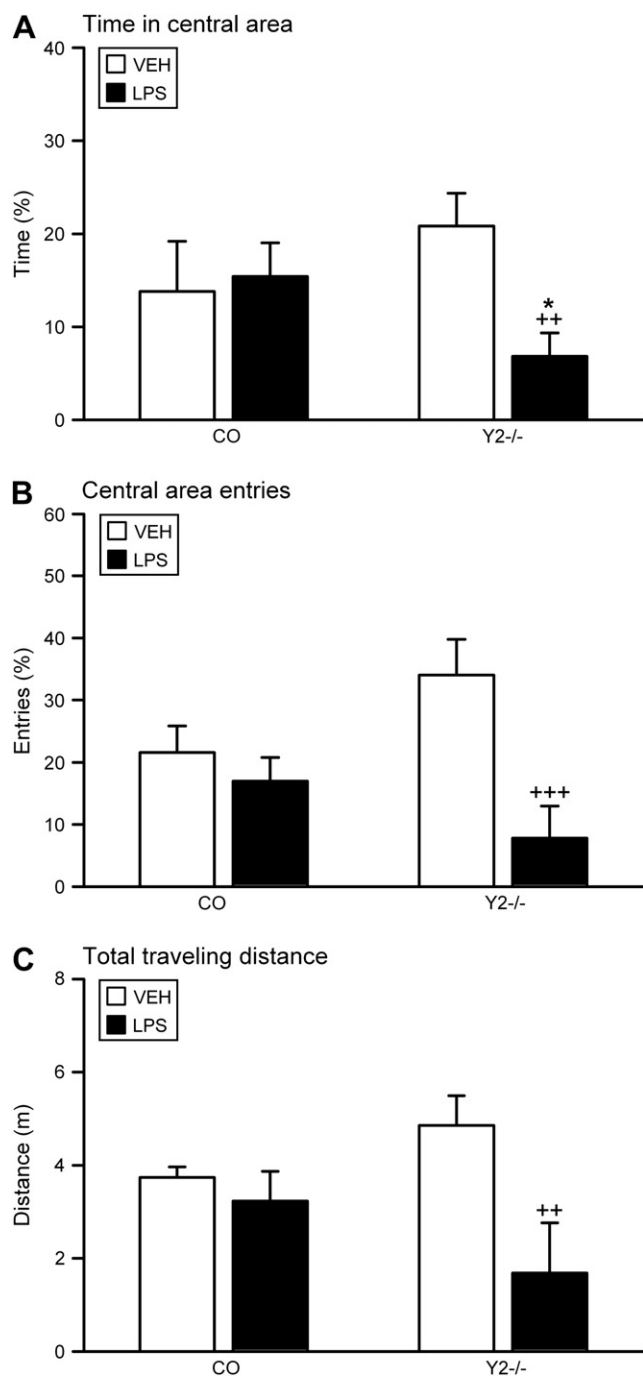 A Time in central area
40
VEH
LPS
30
Time (%)
20
*
++
10
0
CO Y2-/-
B Central area entries
60
VEH
LPS
50
40
Entries (%)
30
20
+++
10
0
CO Y2-/-
C Total traveling distance
8
VEH
LPS
6
Distance (m)
4
++
2
0
CO Y2-/-